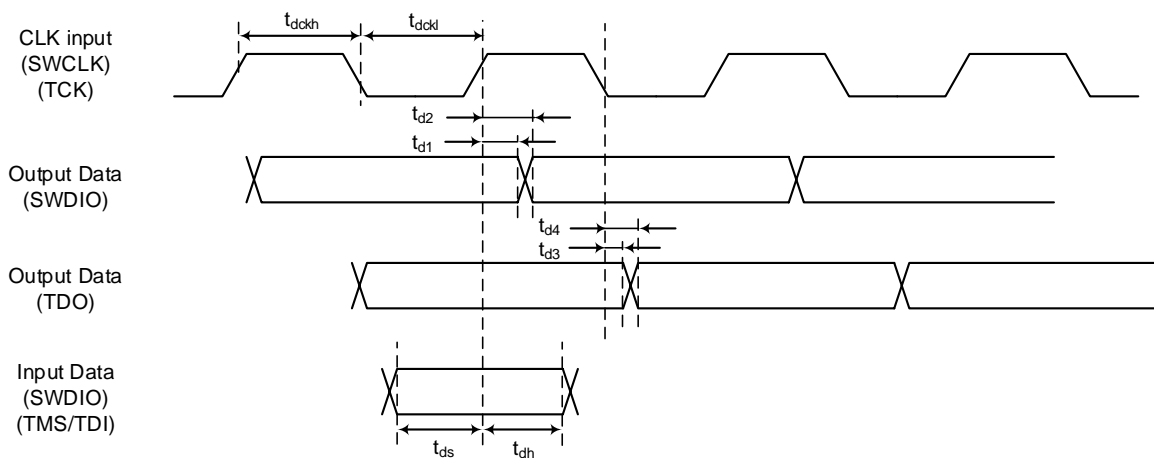 t_dckh
t_dckl
CLK input
(SWCLK)
(TCK)
t_d2
t_d1
Output Data
(SWDIO)
t_d4
t_d3
Output Data
(TDO)
Input Data
(SWDIO)
(TMS/TDI)
t_ds
t_dh